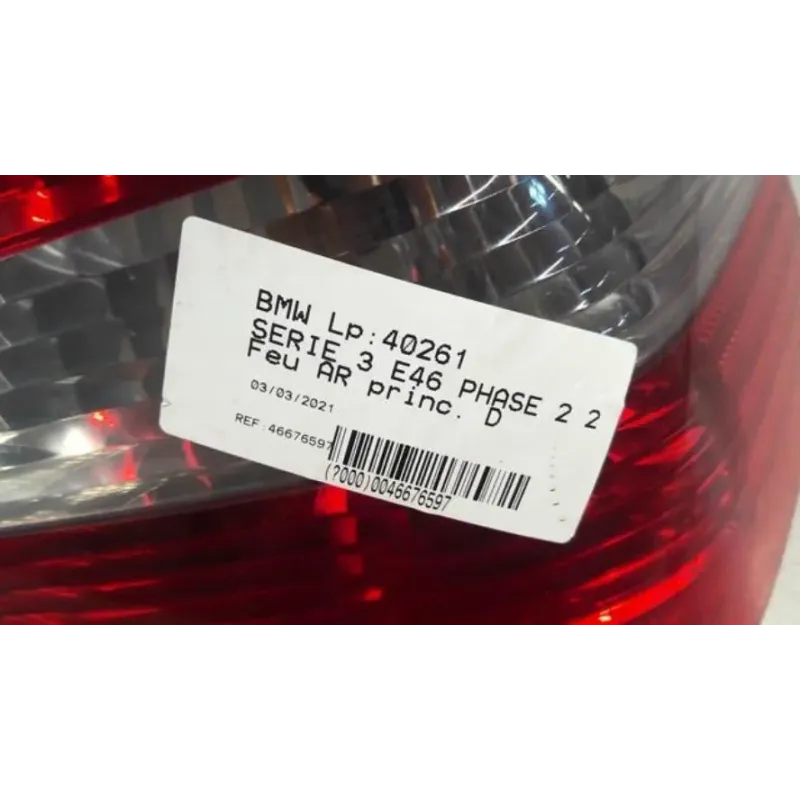 BMW Lp:40261
SERIE 3 E46 PHASE 2 2
Feu AR princ. D
03/03/2021
REF:46676597
(?000)0046676597